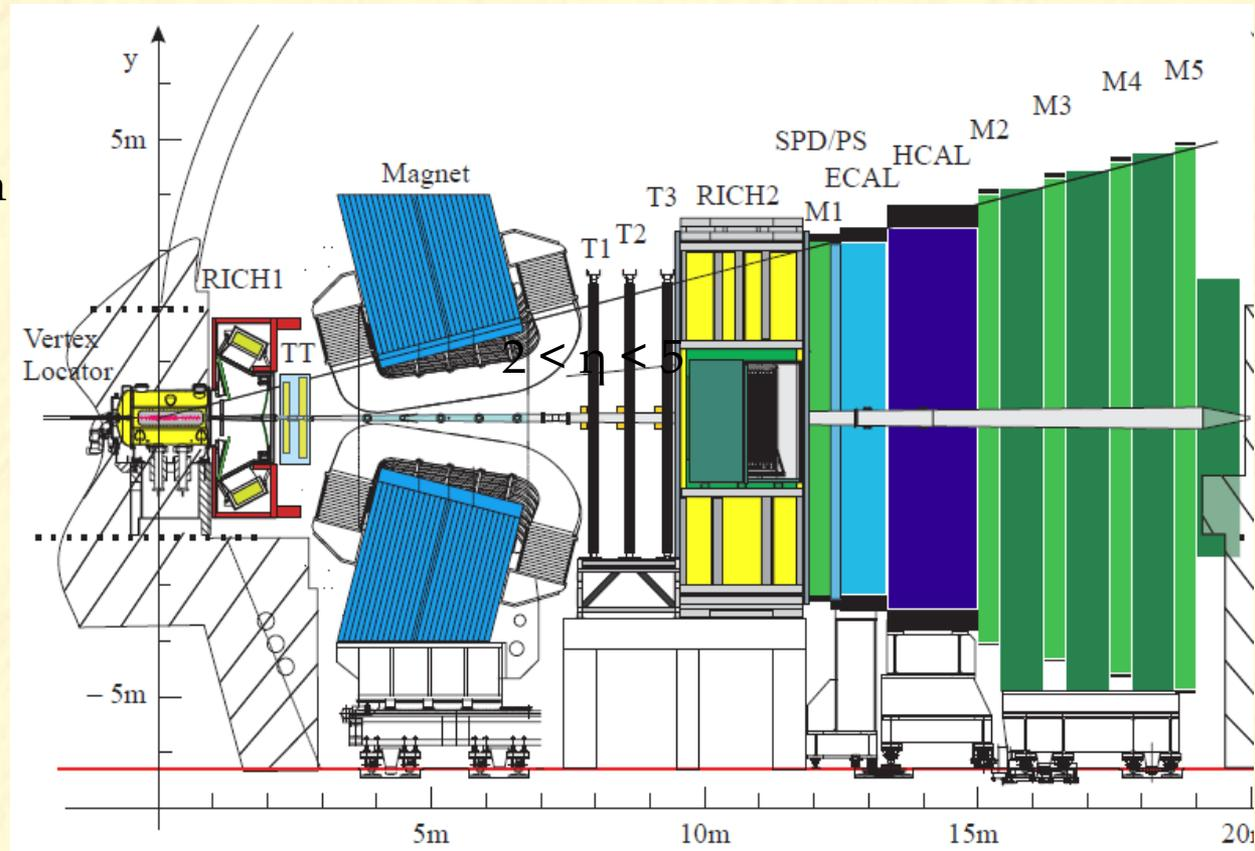 y
5m
Magnet
RICH1
Vertex
Locator
TT
2 < η < 5
T1
T2
T3
RICH2
M1
SPD/PS
ECAL
HCAL
M2
M3
M4
M5
– 5m
5m
10m
15m